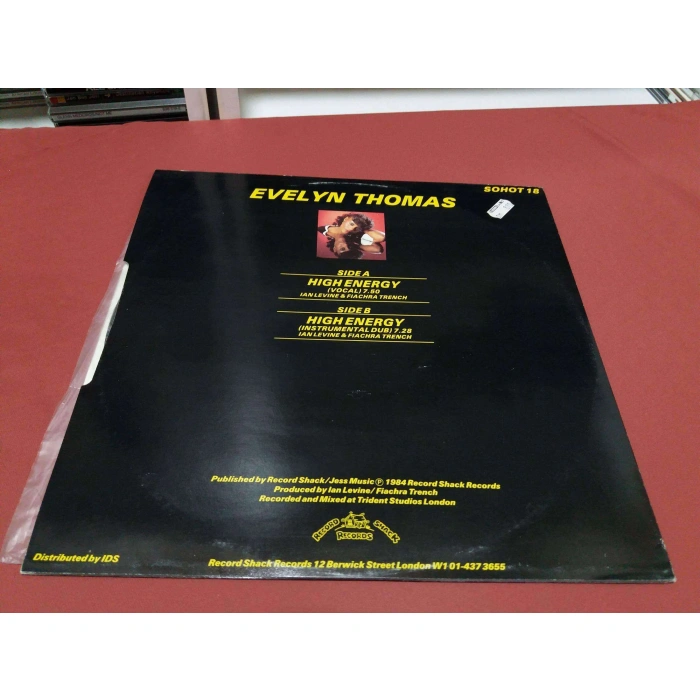 EVELYN THOMAS
SOHOT 18
SIDE A
HIGH ENERGY
(VOCAL) 7.50
IAN LEVINE & FIACHRA TRENCH
SIDE B
HIGH ENERGY
(INSTRUMENTAL DUB) 7.28
IAN LEVINE & FIACHRA TRENCH
Published by Record Shack/Jess Music ℗ 1984 Record Shack Records
Produced by Ian Levine/Fiachra Trench
Recorded and Mixed at Trident Studios London
RECORD SHACK
RECORDS
Distributed by IDS
Record Shack Records 12 Berwick Street London W1 01-437 3655